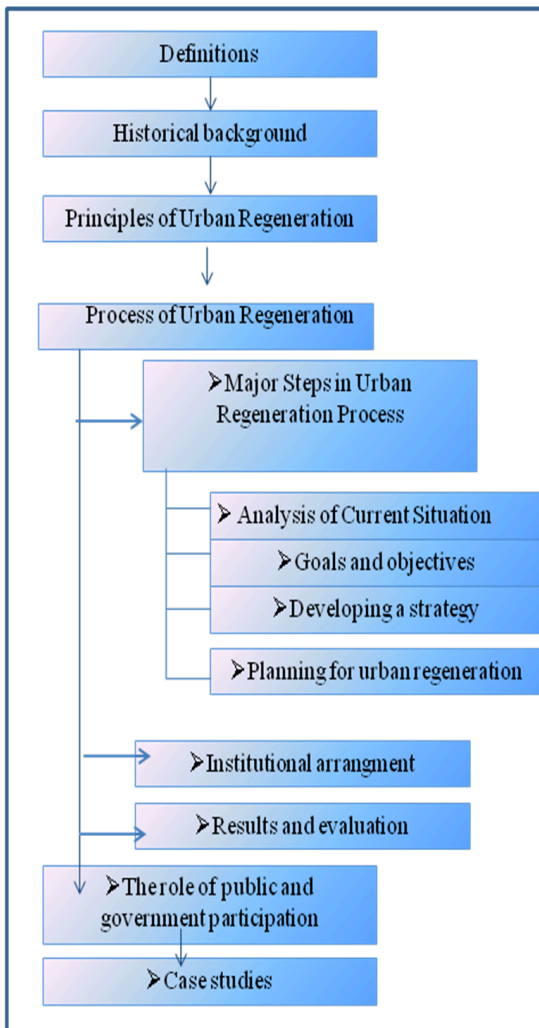 Definitions
Historical background
Principles of Urban Regeneration
Process of Urban Regeneration
➢Major Steps in Urban
Regeneration Process
➢ Analysis of Current Situation
➢Goals and objectives
➢Developing a strategy
➢Planning for urban regeneration
➢Institutional arrangment
➢Results and evaluation
➢The role of public and
government participation
➢Case studies